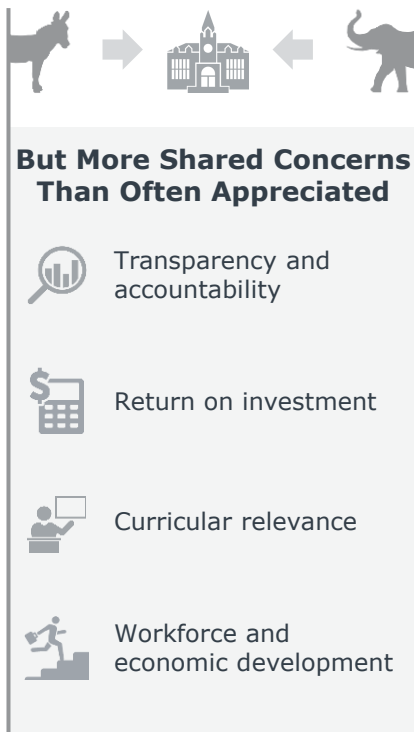 But More Shared Concerns
Than Often Appreciated
Transparency and
accountability
$
Return on investment
Curricular relevance
Workforce and
economic development